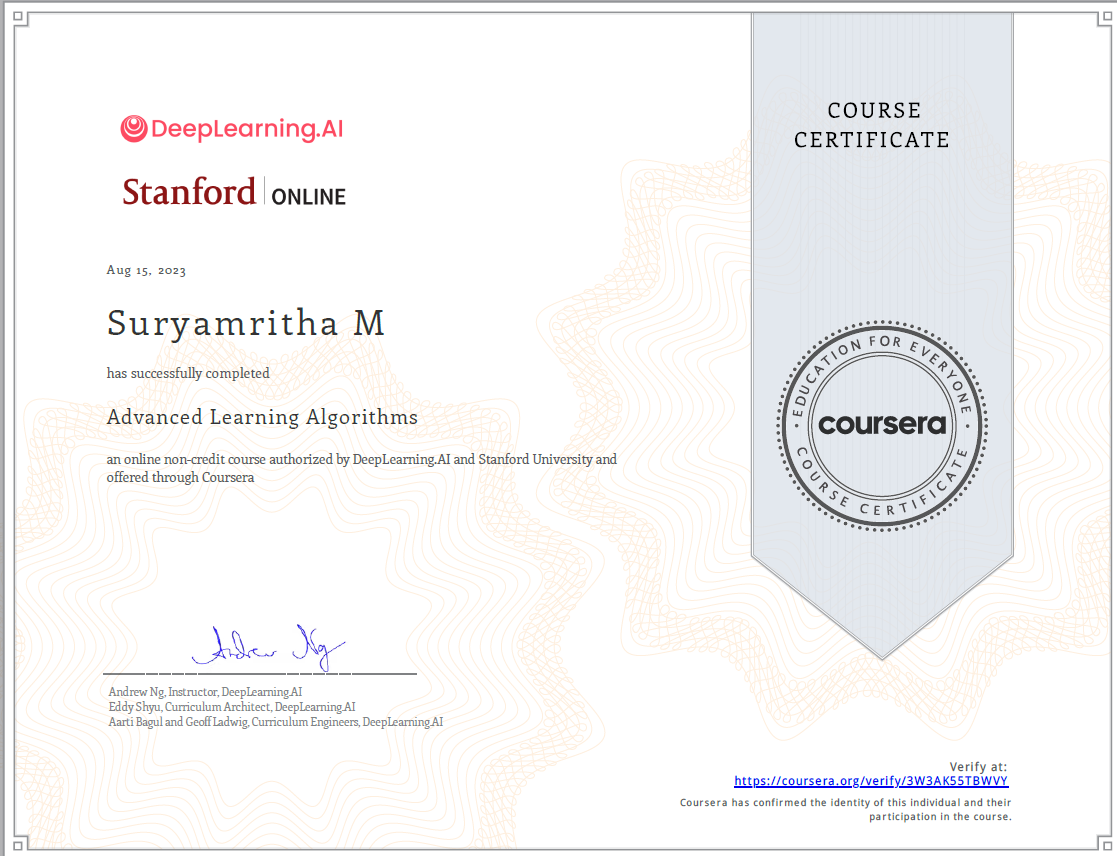 DeepLearning.AI
Stanford ONLINE
COURSE
CERTIFICATE
Aug 15, 2023
Suryamritha M
has successfully completed
Advanced Learning Algorithms
an online non-credit course authorized by DeepLearning.AI and Stanford University and
offered through Coursera
EDUCATION FOR EVERYONE
coursera
COURSE CERTIFICATE
Andrew Ng
Andrew Ng, Instructor, DeepLearning.AI
Eddy Shyu, Curriculum Architect, DeepLearning.AI
Aarti Bagul and Geoff Ladwig, Curriculum Engineers, DeepLearning.AI
Verify at:
https://coursera.org/verify/3W3AK55TBWVY
Coursera has confirmed the identity of this individual and their
participation in the course.